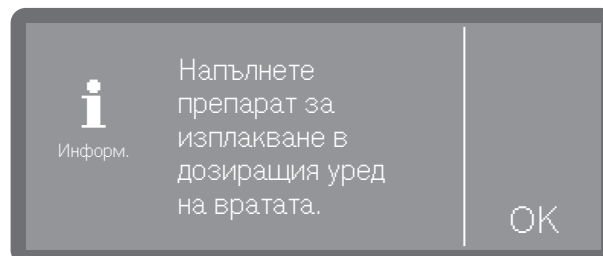 Информ.
Напълнете
препарат за
изплакване в
дозиращия уред
на вратата.
OK